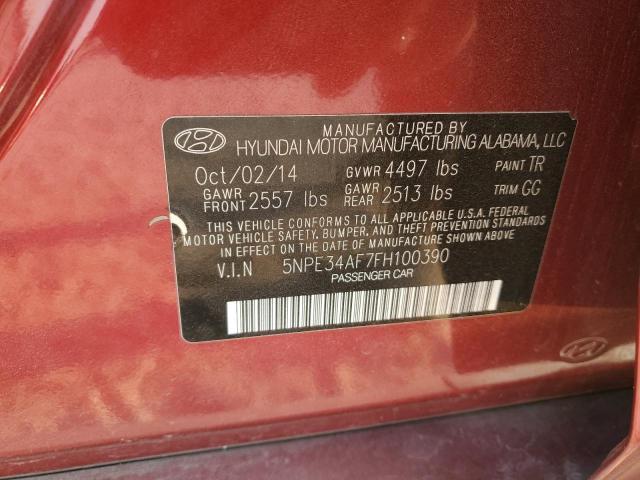 MANUFACTURED BY
HYUNDAI MOTOR MANUFACTURING ALABAMA, LLC
Oct/02/14 GVWR 4497 lbs PAINT TR
GAWR FRONT 2557 lbs GAWR REAR 2513 lbs TRIM GG
THIS VEHICLE CONFORMS TO ALL APPLICABLE U.S.A. FEDERAL
MOTOR VEHICLE SAFETY, BUMPER, AND THEFT PREVENTION STANDARDS
IN EFFECT ON THE DATE OF MANUFACTURE SHOWN ABOVE.
V.I.N 5NPE34AF7FH100390
PASSENGER CAR